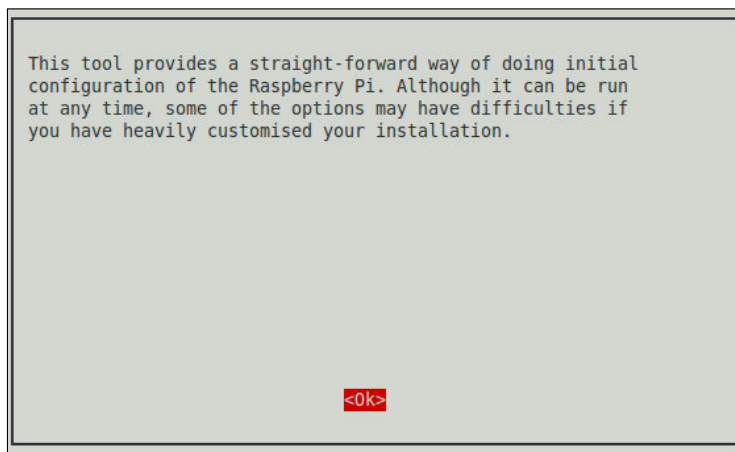 This tool provides a straight-forward way of doing initial
configuration of the Raspberry Pi. Although it can be run
at any time, some of the options may have difficulties if
you have heavily customised your installation.
<Ok>